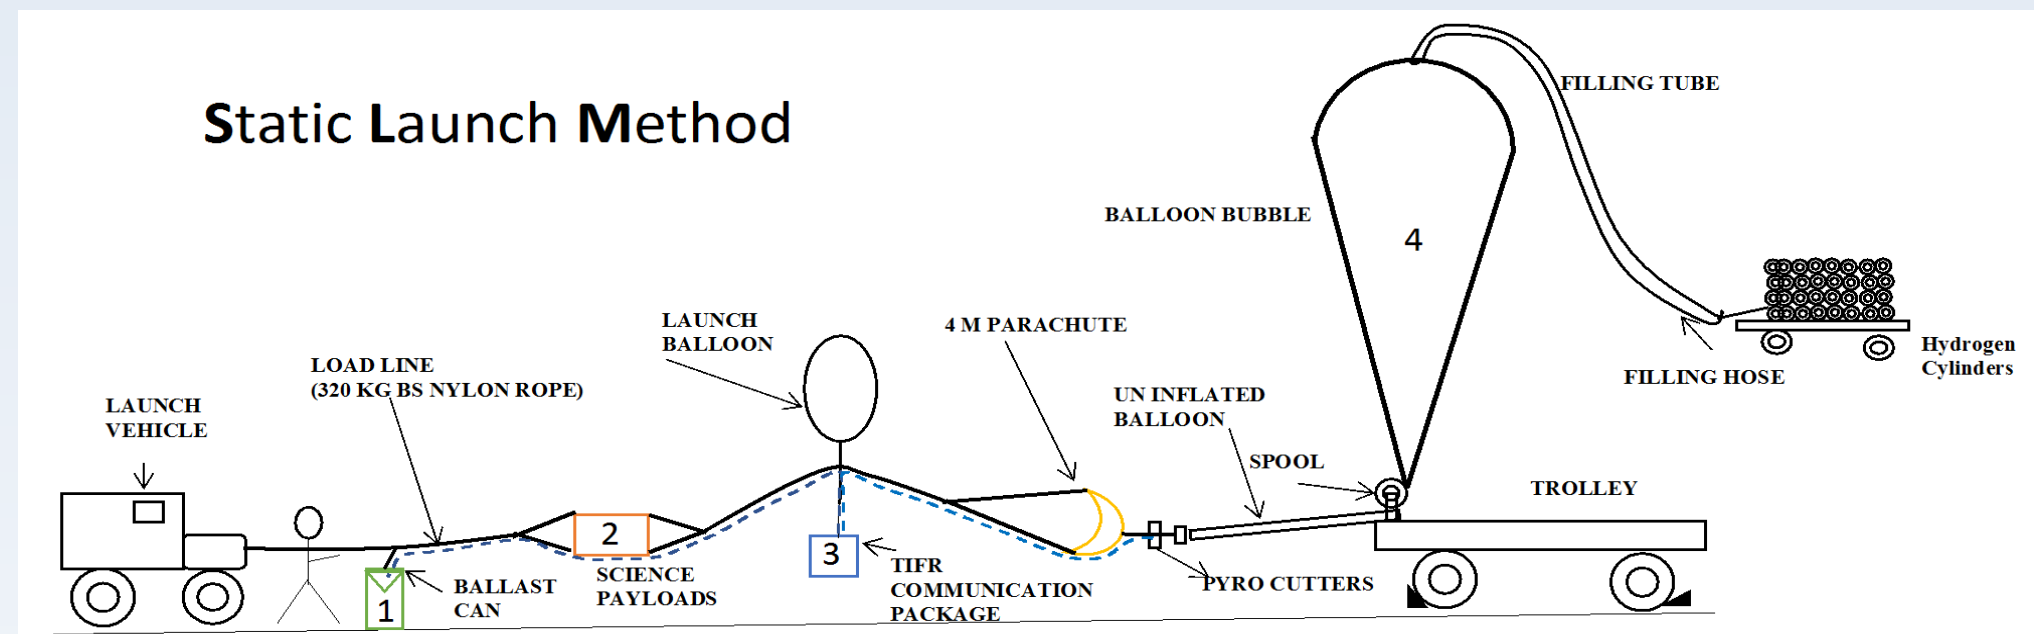 Static Launch Method
FILLING TUBE
BALLOON BUBBLE
4
LAUNCH
BALLOON
4 M PARACHUTE
LOAD LINE
(320 KG BS NYLON ROPE)
Hydrogen
Cylinders
FILLING HOSE
LAUNCH
VEHICLE
UN INFLATED
BALLOON
SPOOL
TROLLEY
2
3
TIFR
COMMUNICATION
PACKAGE
SCIENCE
PAYLOADS
PYRO CUTTERS
BALLAST
CAN
1